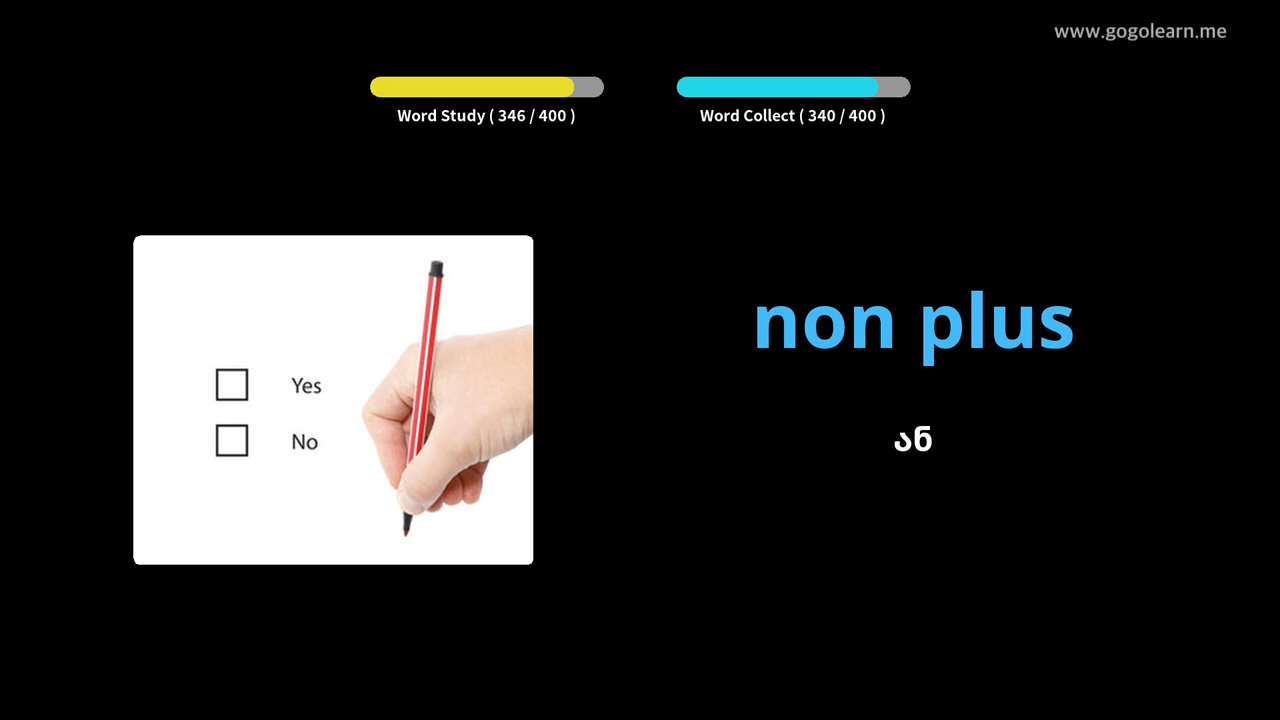 www.gogolearn.me
Word Study ( 346 / 400 )
Word Collect ( 340 / 400 )
Yes
No
non plus
ან